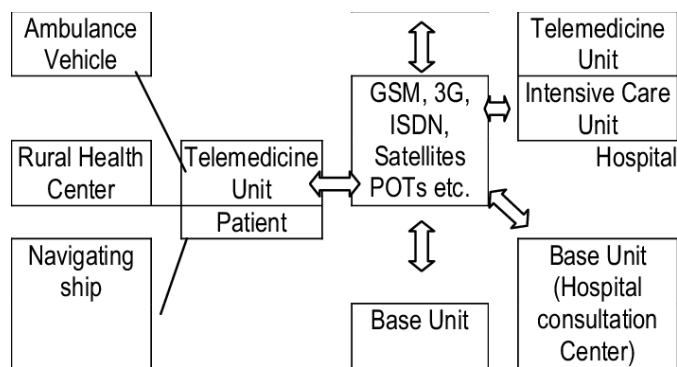 Ambulance
Vehicle
Rural Health
Center
Navigating
ship
Telemedicine
Unit
Patient
GSM, 3G,
ISDN,
Satellites
POTs etc.
Base Unit
Telemedicine
Unit
Intensive Care
Unit
Hospital
Base Unit
(Hospital
consultation
Center)